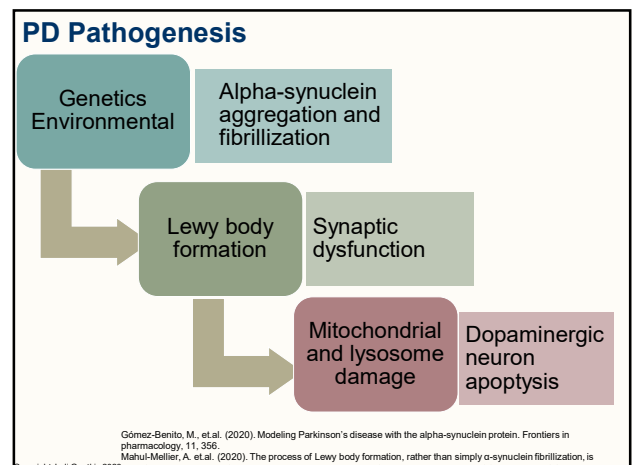 PD Pathogenesis
Genetics
Environmental
Alpha-synuclein
aggregation and
fibrillization
Lewy body
formation
Synaptic
dysfunction
Mitochondrial
and lysosome
damage
Dopaminergic
neuron
apoptysis
Gómez-Benito, M., et.al. (2020). Modeling Parkinson’s disease with the alpha-synuclein protein. Frontiers in
pharmacology, 11, 356.
Mahul-Mellier, A. et.al. (2020). The process of Lewy body formation, rather than simply α-synuclein fibrillization, is